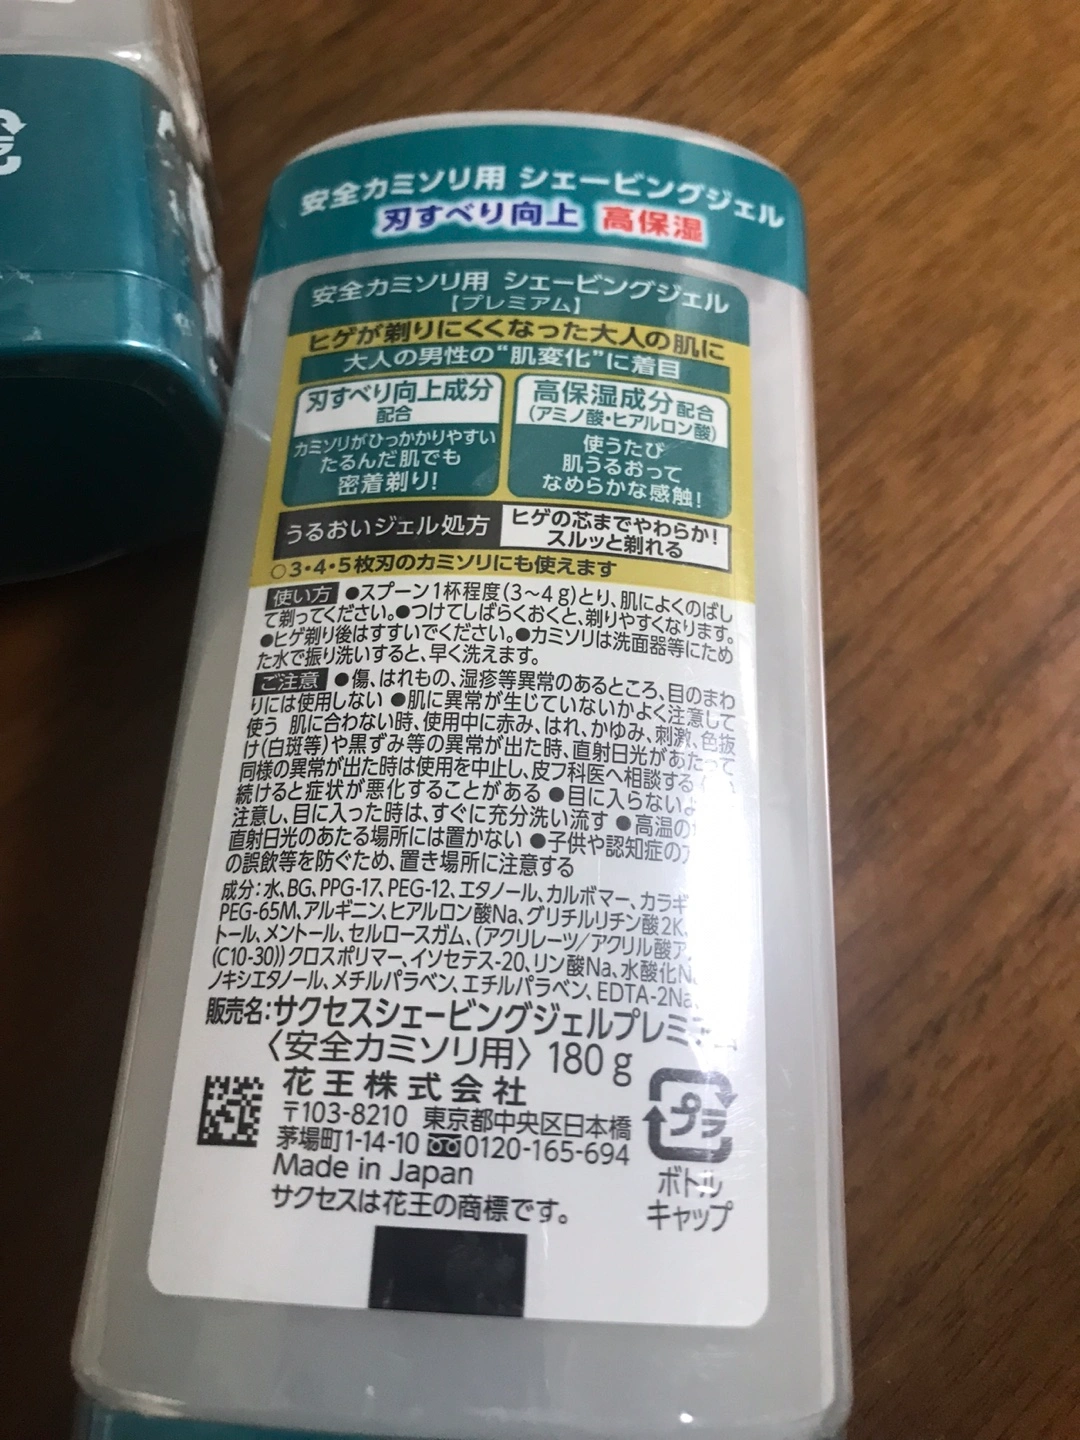 安全カミソリ用 シェービングジェル
刃すべり向上 高保湿
安全カミソリ用 シェービングジェル
【プレミアム】
ヒゲが剃りにくくなった大人の肌に
大人の男性の“肌変化”に着目
刃すべり向上成分
配合
カミソリがひっかかりやすい
たるんだ肌でも
密着剃り!
高保湿成分配合
(アミノ酸・ヒアルロン酸)
使うたび
肌うるおって
なめらかな感触!
うるおいジェル処方
ヒゲの芯までやわらか!
スルッと剃れる
○3・4・5枚刃のカミソリにも使えます
使い方 ●スプーン1杯程度(3〜4g)とり、肌によくのばし
て剃ってください。●つけてしばらくおくと、剃りやすくなります。
●ヒゲ剃り後はすすいでください。●カミソリは洗面器等にため
た水で振り洗いすると、早く洗えます。
ご注意 ●傷、はれもの、湿疹等異常のあるところ、目のまわ
りには使用しない ●肌に異常が生じていないかよく注意して
使う 肌に合わない時、使用中に赤み、はれ、かゆみ、刺激、色抜
け(白斑等)や黒ずみ等の異常が出た時、直射日光があたって
同様の異常が出た時は使用を中止し、皮フ科医へ相談する
続けると症状が悪化することがある ●目に入らないよ
注意し、目に入った時は、すぐに充分洗い流す ●高温の
直射日光のあたる場所には置かない ●子供や認知症の
の誤飲等を防ぐため、置き場所に注意する
成分:水、BG、PPG-17、PEG-12、エタノール、カルボマー、カラギ
PEG-65M、アルギニン、ヒアルロン酸Na、グリチルリチン酸2K、
トール、メントール、セルロースガム、(アクリレーツ/アクリル酸ア
(C10-30))クロスポリマー、イソセテス-20、リン酸Na、水酸化N
ノキシエタノール、メチルパラベン、エチルパラベン、EDTA-2Na
販売名:サクセスシェービングジェルプレミアム
〈安全カミソリ用〉 180g
花王株式会社
〒103-8210 東京都中央区日本橋
茅場町1-14-10 0120-165-694
Made in Japan
サクセスは花王の商標です。
プラ
ボトル
キャップ